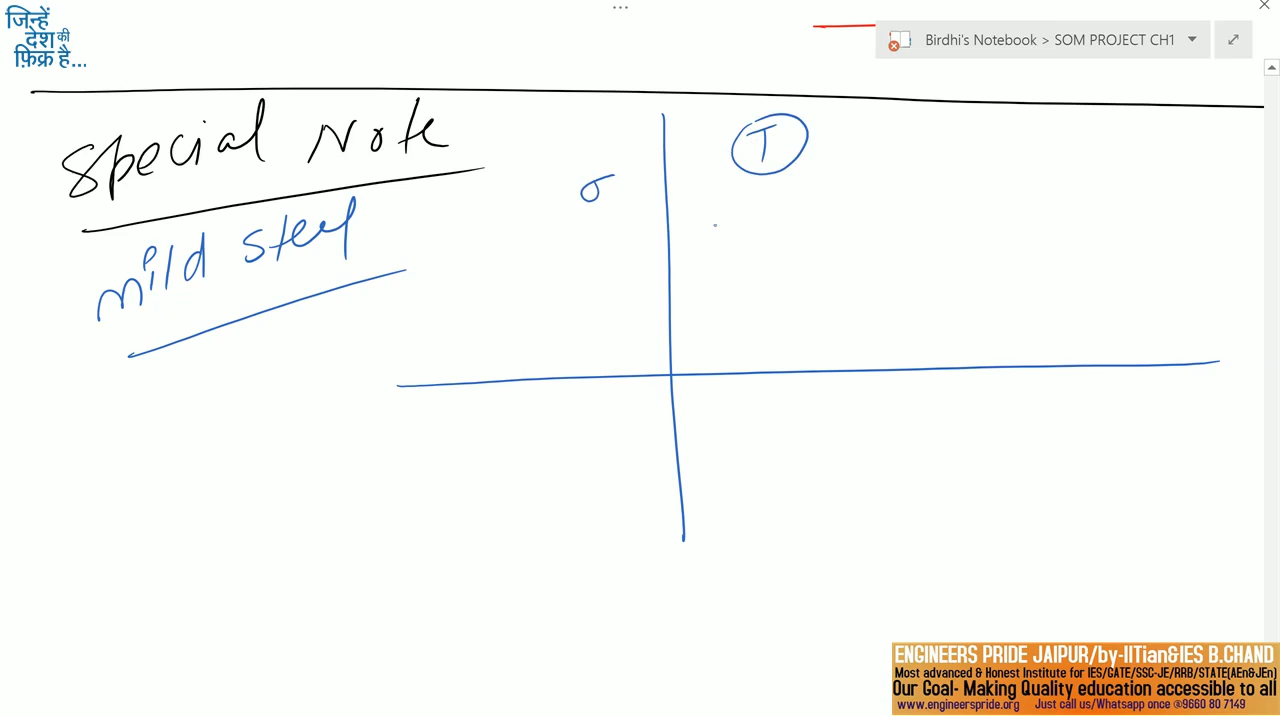 जिन्हें
देश की
फ़िक्र है...
Birdhi's Notebook > SOM PROJECT CH1
Special Note
T
σ
mild steel
ENGINEERS PRIDE JAIPUR/by-IITian&IES B.CHAND
Most advanced & Honest Institute for IES/GATE/SSC-JE/RRB/STATE(AEn&JEn)
Our Goal- Making Quality education accessible to all
www.engineerspride.org Just call us/Whatsapp once @9660 80 7149